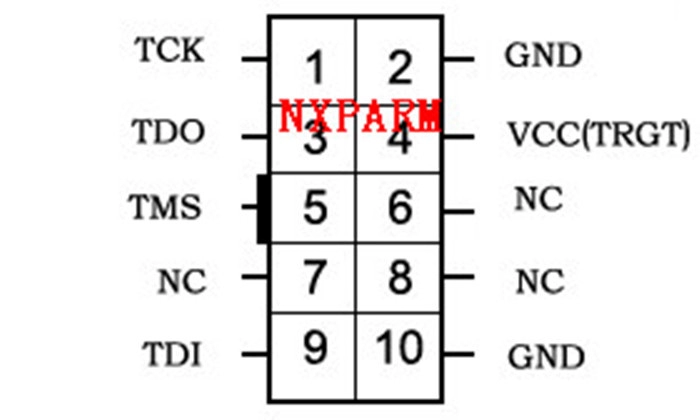 TCK 1 2 GND
NXPARM
TDO 3 4 VCC(TRGT)
TMS 5 6 NC
NC 7 8 NC
TDI 9 10 GND